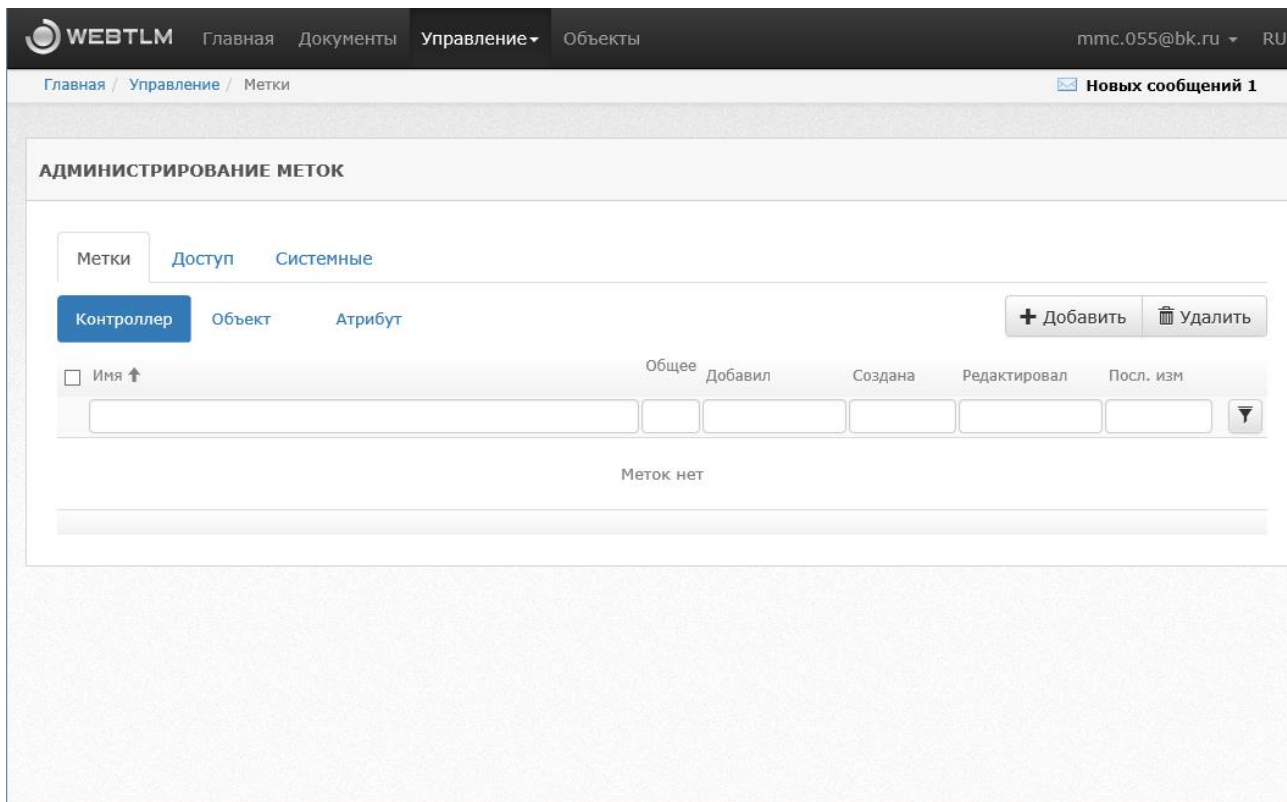 WEBTLM Главная Документы Управление Объекты mmc.055@bk.ru RU
Главная / Управление / Метки Новых сообщений 1
АДМИНИСТРИРОВАНИЕ МЕТОК
Метки Доступ Системные
Контроллер Объект Атрибут Добавить Удалить
Имя Общее Добавил Создана Редактировал Посл. изм
Меток нет